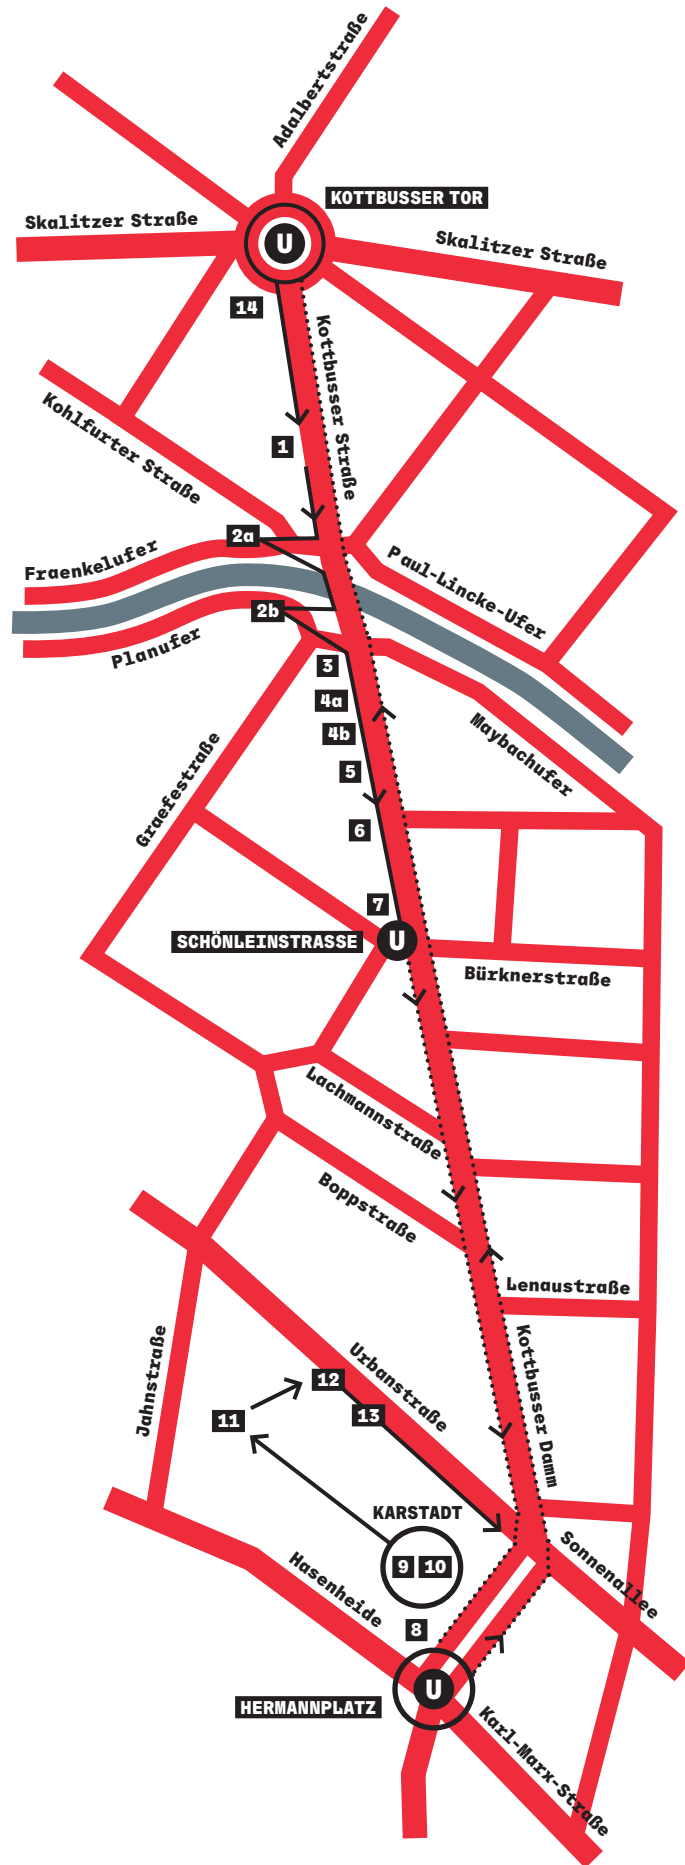 Adalbertstraße
KOTTBUSSER TOR
Skalitzer Straße
Skalitzer Straße
U
14
Kottbusser Straße
Kohlfurter Straße
1
2a
Fraenkelufer
Paul-Lincke-Ufer
2b
Planufer
3
4a
4b
Maybachufer
5
Graefestraße
6
7
SCHÖNLEINSTRASSE
U
Bürknerstraße
Lachmannstraße
Boppstraße
Lenaustraße
Kottbusser Damm
Jahnstraße
Urbanstraße
12
13
11
KARSTADT
9
10
Sonnenallee
Hasenheide
8
U
HERMANNPLATZ
Karl-Marx-Straße